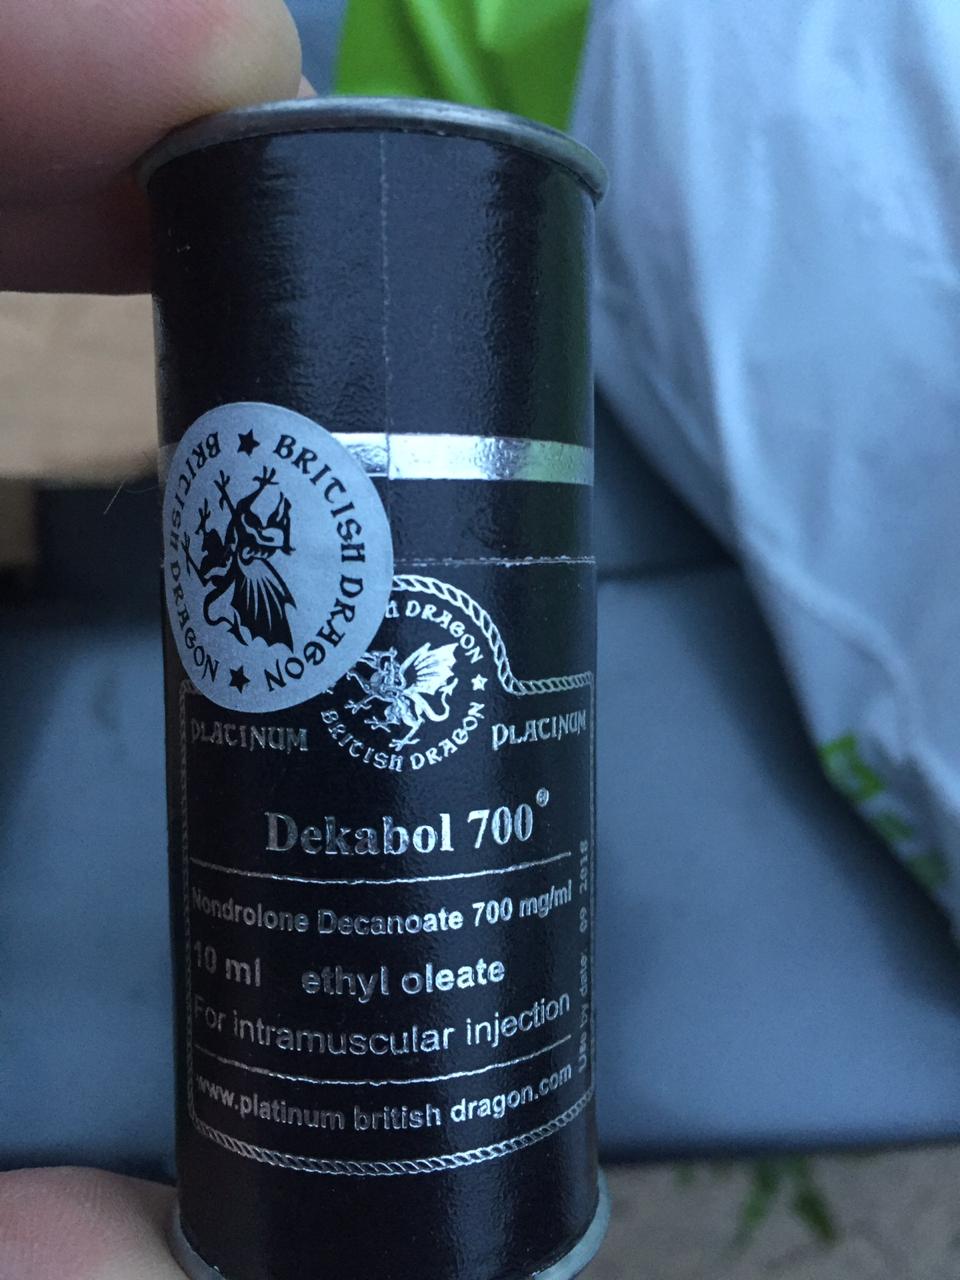 BRITISH DRAGON ★ BRITISH DRAGON ★
DRAGON ★
BRITISH DRAGON
PLATINUM
PLATINUM
Dekabol 700®
Nondrolone Decanoate 700 mg/ml
10 ml ethyl oleate
For intramuscular injection
www.platinum british dragon.com
Use by date: 09 2018